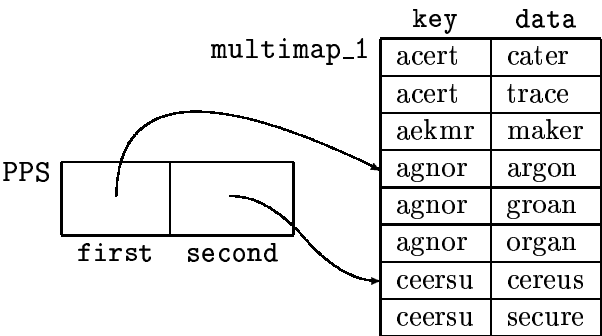 key data
multimap_1
acert cater
acert trace
aekmr maker
agnor argon
agnor groan
agnor organ
ceersu cereus
ceersu secure
PPS
first second